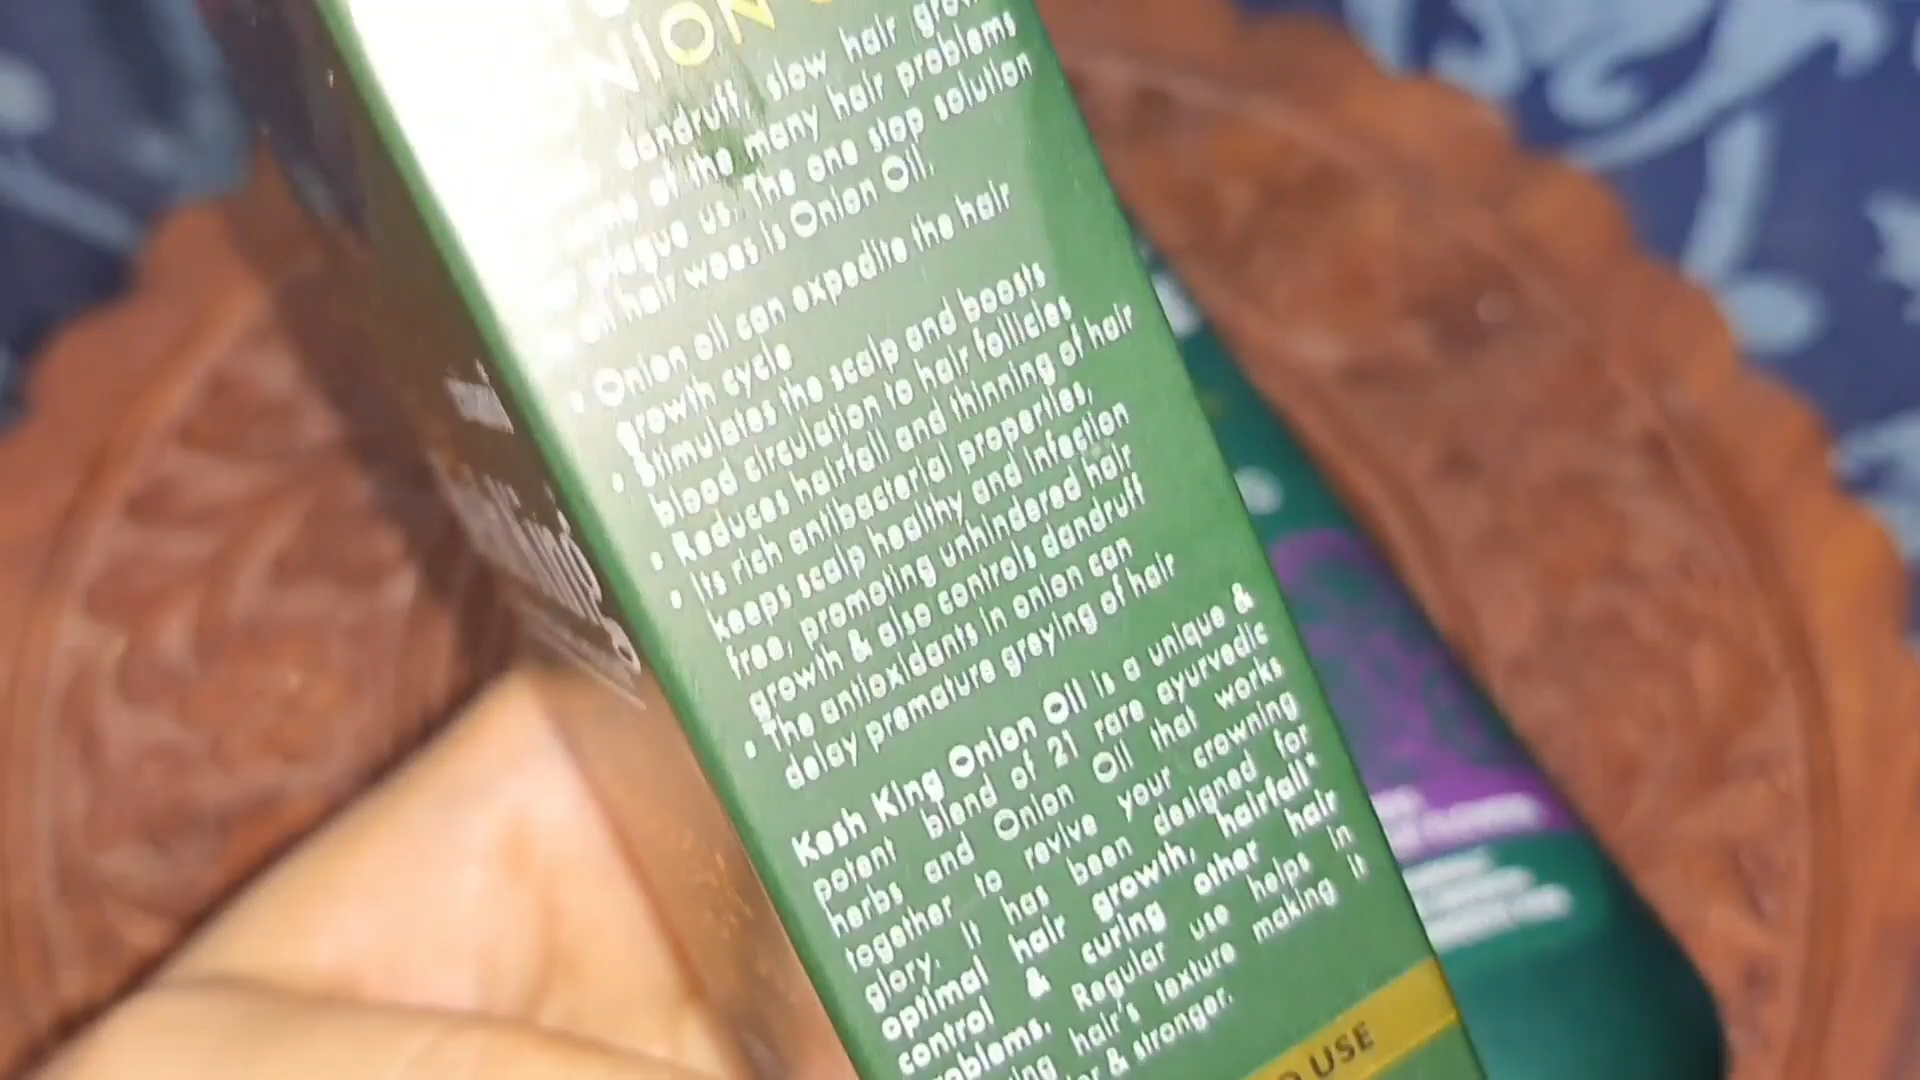 dandruff, slow hair
some of the many hair problems
plague us. The one stop solution
all hair woes is Onion Oil.
• Onion oil can expedite the hair
growth cycle
• Stimulates the scalp and boosts
blood circulation to hair follicles
• Reduces hairfall and thinning of hair
• Its rich antibacterial properties,
keeps scalp healthy and infection
free, promoting unhindered hair
growth & also controls dandruff
• The antioxidants in onion can
delay premature greying of hair
Kesh King Onion Oil is a unique &
potent blend of 21 rare ayurvedic
herbs and Onion Oil that works
together to revive your crowning
glory. It has been designed for
optimal hair growth, hairfall*
control & curing other hair
problems. Regular use helps in
hair's texture making it
& stronger.
USE